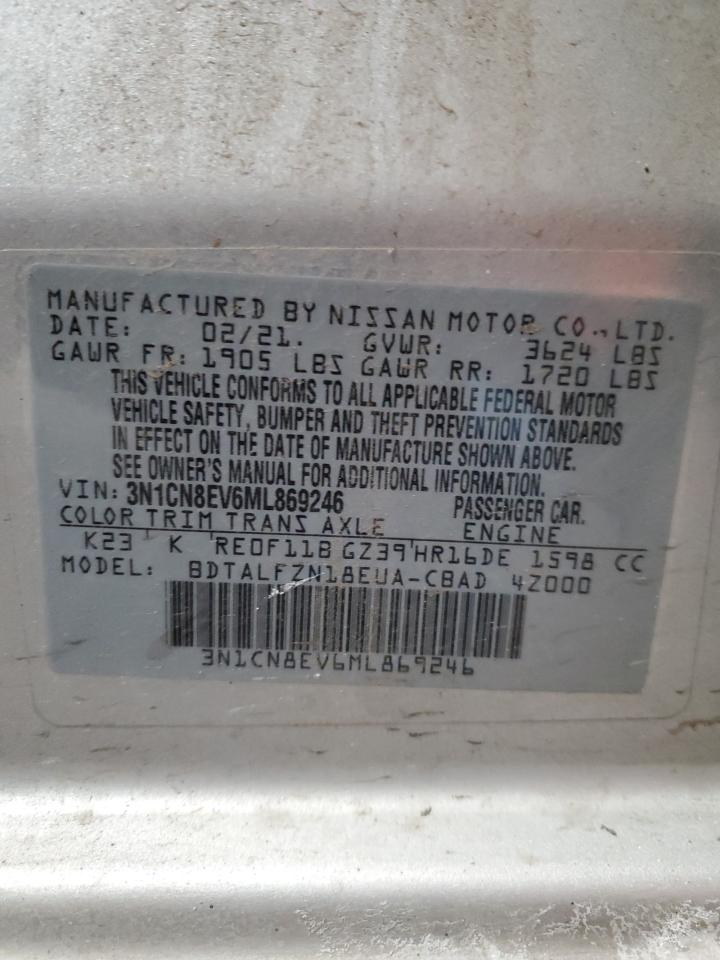 MANUFACTURED BY NISSAN MOTOR CO., LTD.
DATE: 02/21. GVWR: 3624 LBS
GAWR FR: 1905 LBS GAWR RR: 1720 LBS
THIS VEHICLE CONFORMS TO ALL APPLICABLE FEDERAL MOTOR
VEHICLE SAFETY, BUMPER AND THEFT PREVENTION STANDARDS
IN EFFECT ON THE DATE OF MANUFACTURE SHOWN ABOVE.
SEE OWNER'S MANUAL FOR ADDITIONAL INFORMATION.
VIN: 3N1CN8EV6ML869246 PASSENGER CAR.
COLOR TRIM TRANS AXLE ENGINE
K23 K RE0F11B GZ39 HR16DE 1598 CC
MODEL: BDTALFZN18EUA-CBAD 4Z000
3N1CN8EV6ML869246